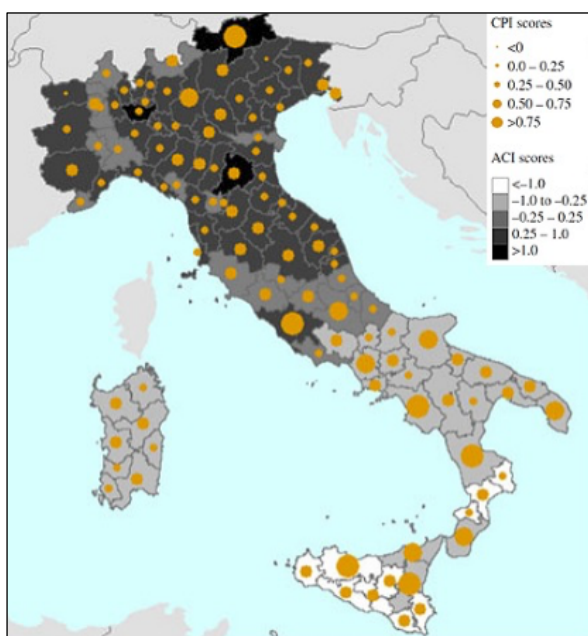 CPI scores
<0
0.0 – 0.25
0.25 – 0.50
0.50 – 0.75
>0.75
ACI scores
<–1.0
–1.0 to –0.25
–0.25 – 0.25
0.25 – 1.0
>1.0